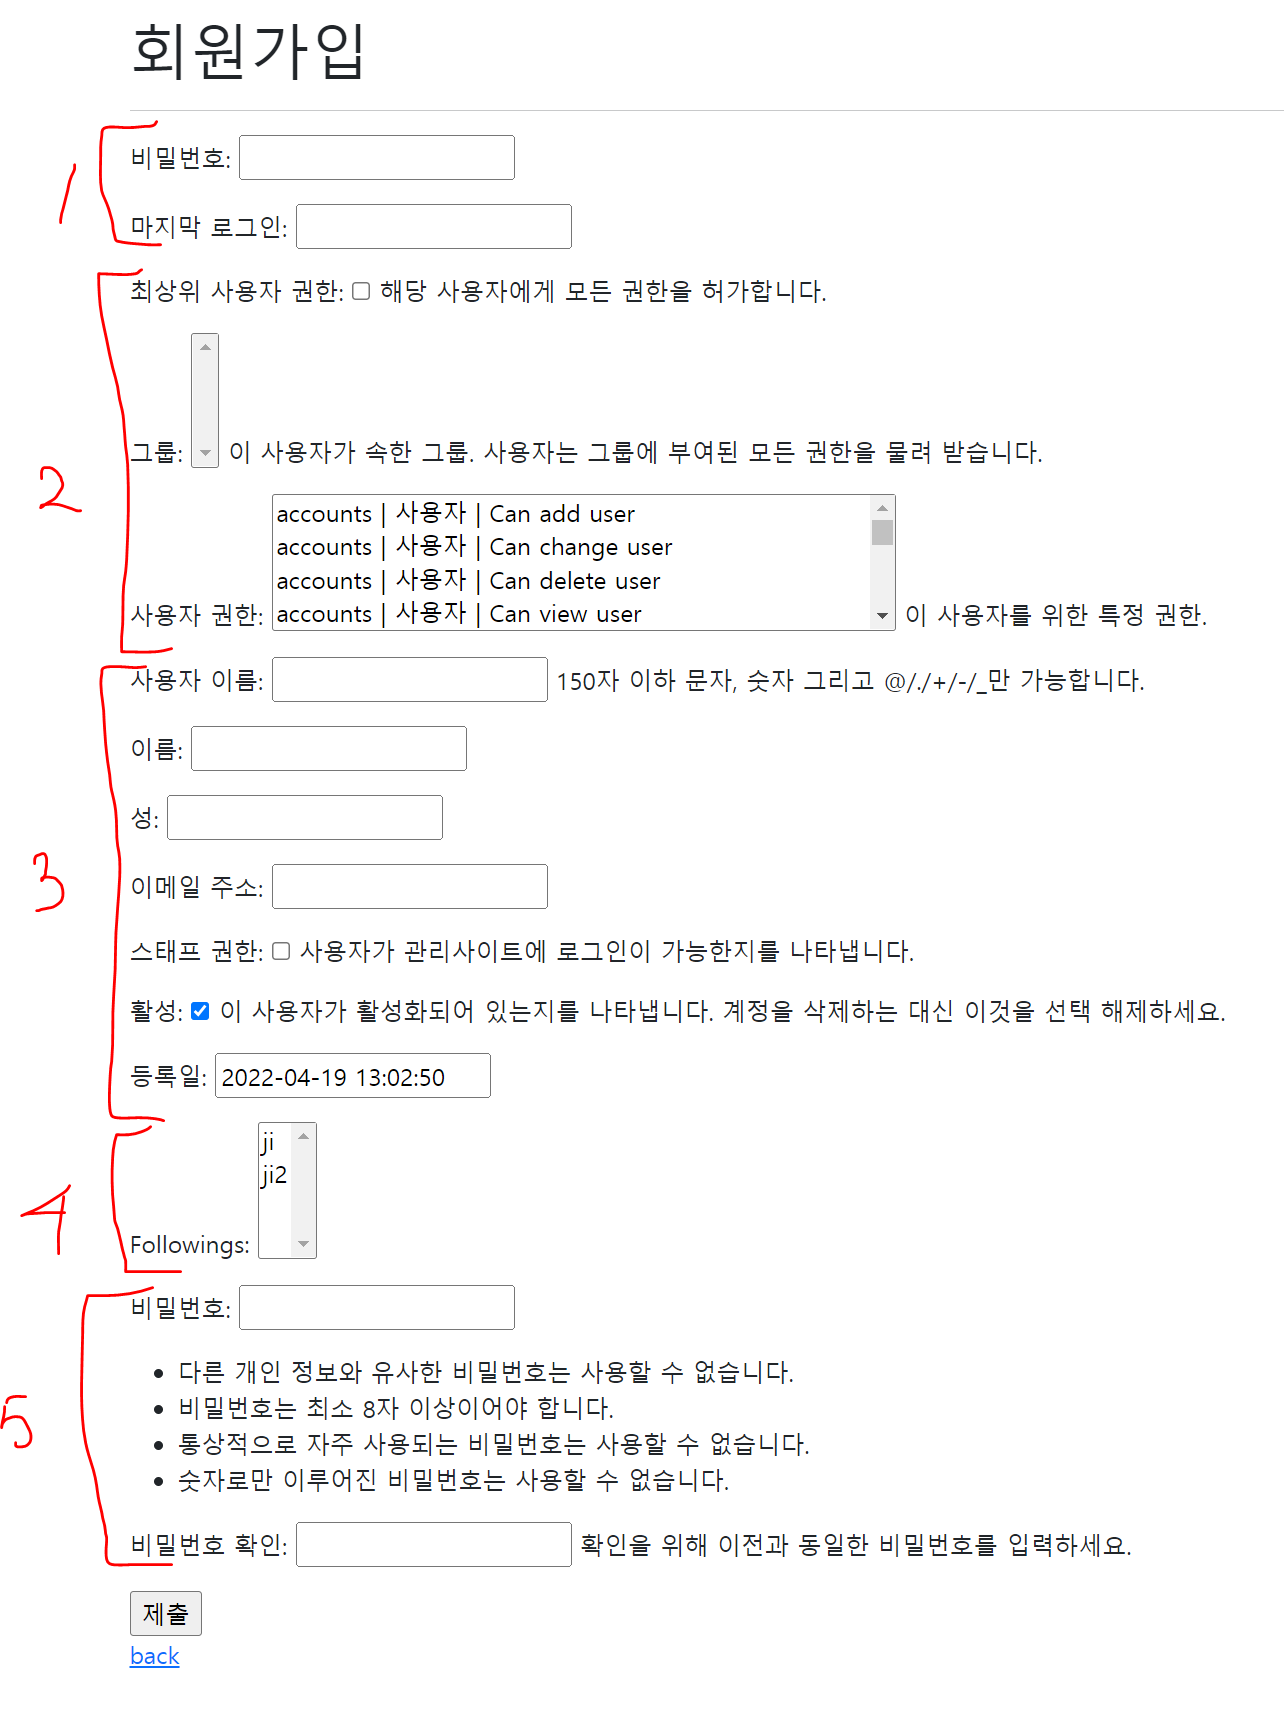 회원가입
1
비밀번호:
마지막 로그인:
2
최상위 사용자 권한: 해당 사용자에게 모든 권한을 허가합니다.
그룹: 이 사용자가 속한 그룹. 사용자는 그룹에 부여된 모든 권한을 물려 받습니다.
accounts | 사용자 | Can add user
accounts | 사용자 | Can change user
accounts | 사용자 | Can delete user
accounts | 사용자 | Can view user
사용자 권한: 이 사용자를 위한 특정 권한.
3
사용자 이름: 150자 이하 문자, 숫자 그리고 @/./+/-/_만 가능합니다.
이름:
성:
이메일 주소:
스태프 권한: 사용자가 관리사이트에 로그인이 가능한지를 나타냅니다.
활성: 이 사용자가 활성화되어 있는지를 나타냅니다. 계정을 삭제하는 대신 이것을 선택 해제하세요.
등록일: 2022-04-19 13:02:50
4
ji
ji2
Followings:
5
비밀번호:
• 다른 개인 정보와 유사한 비밀번호는 사용할 수 없습니다.
• 비밀번호는 최소 8자 이상이어야 합니다.
• 통상적으로 자주 사용되는 비밀번호는 사용할 수 없습니다.
• 숫자로만 이루어진 비밀번호는 사용할 수 없습니다.
비밀번호 확인: 확인을 위해 이전과 동일한 비밀번호를 입력하세요.
제출
back